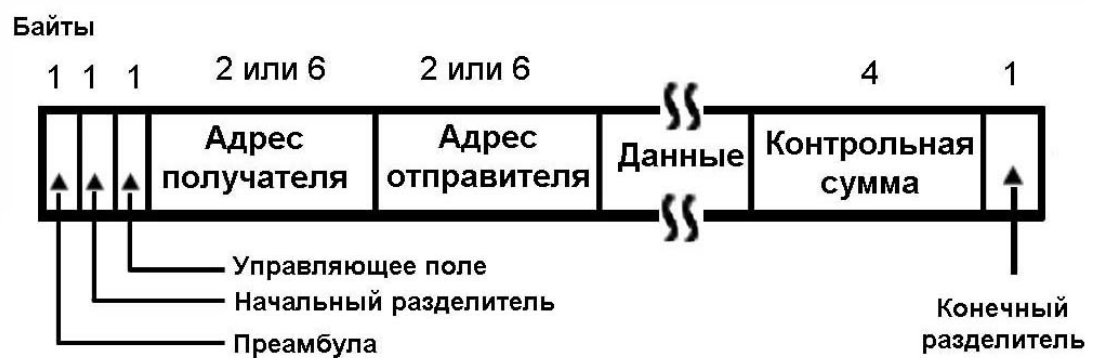 Байты
1 1 1 2 или 6 2 или 6 4 1
Адрес получателя
Адрес отправителя
Данные
Контрольная сумма
Управляющее поле
Начальный разделитель
Преамбула
Конечный
разделитель